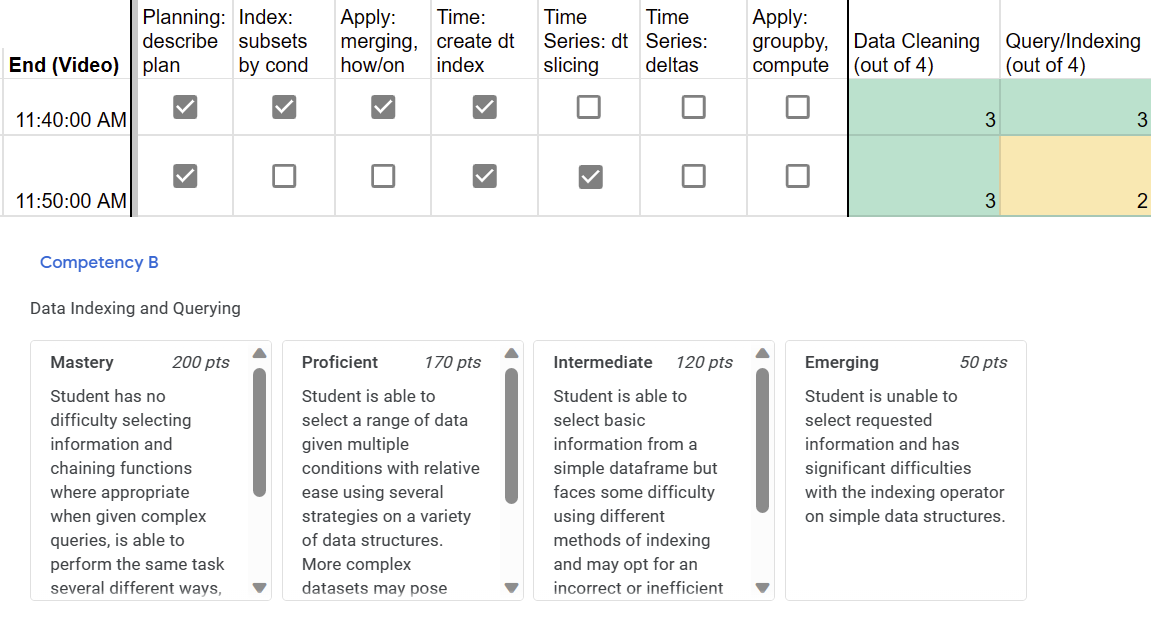 Planning: describe plan
Index: subsets by cond
Apply: merging, how/on
Time: create dt index
Time Series: dt slicing
Time Series: deltas
Apply: groupby, compute
Data Cleaning (out of 4)
Query/Indexing (out of 4)
End (Video)
11:40:00 AM 3 3
11:50:00 AM 3 2
Competency B
Data Indexing and Querying
Mastery 200 pts
Student has no
difficulty selecting
information and
chaining functions
where appropriate
when given complex
queries, is able to
perform the same task
several different ways,
Proficient 170 pts
Student is able to
select a range of data
given multiple
conditions with relative
ease using several
strategies on a variety
of data structures.
More complex
datasets may pose
Intermediate 120 pts
Student is able to
select basic
information from a
simple dataframe but
faces some difficulty
using different
methods of indexing
and may opt for an
incorrect or inefficient
Emerging 50 pts
Student is unable to
select requested
information and has
significant difficulties
with the indexing operator
on simple data structures.